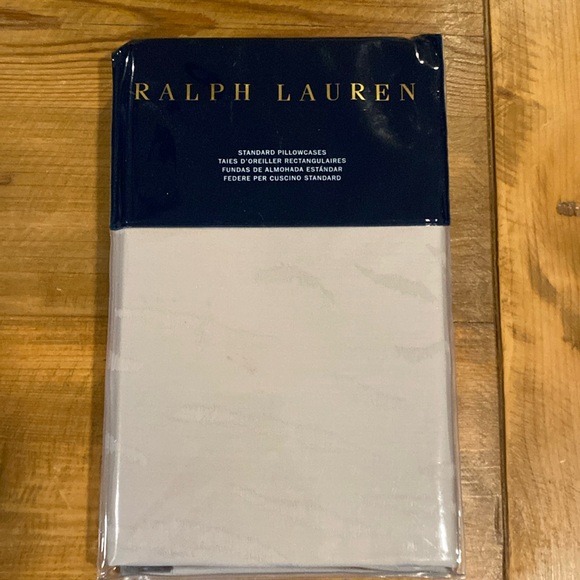 RALPH LAUREN
STANDARD PILLOWCASES
TAIES D'OREILLER RECTANGULAIRES
FUNDAS DE ALMOHADA ESTÁNDAR
FEDERE PER CUSCINO STANDARD